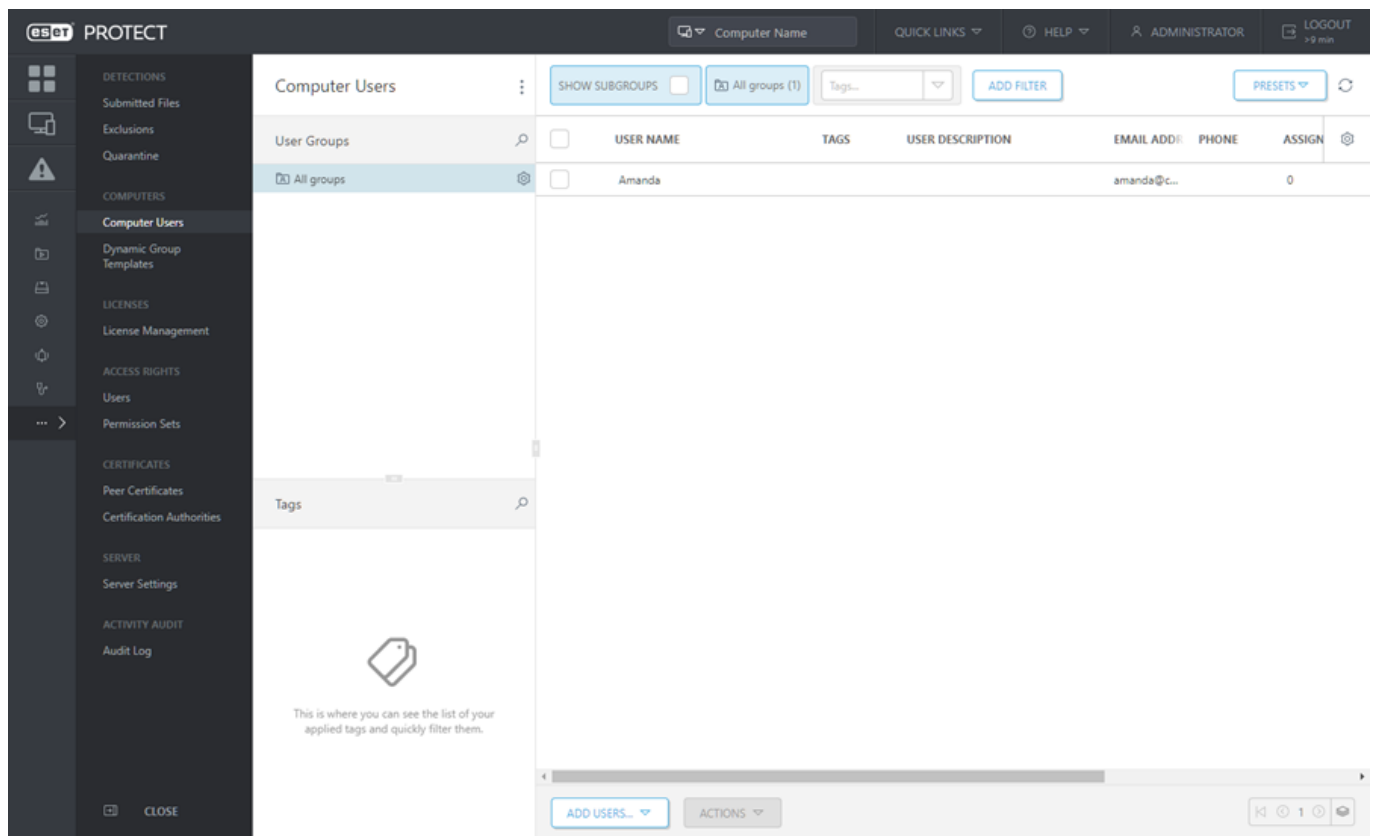 eset PROTECT
Computer Name
QUICK LINKS
HELP
ADMINISTRATOR
LOGOUT
>9 min
DETECTIONS
Submitted Files
Exclusions
Quarantine
COMPUTERS
Computer Users
Dynamic Group
Templates
LICENSES
License Management
ACCESS RIGHTS
Users
Permission Sets
CERTIFICATES
Peer Certificates
Certification Authorities
SERVER
Server Settings
ACTIVITY AUDIT
Audit Log
CLOSE
Computer Users
User Groups
All groups
Tags
This is where you can see the list of your
applied tags and quickly filter them.
SHOW SUBGROUPS
All groups (1)
Tags...
ADD FILTER
PRESETS
USER NAME TAGS USER DESCRIPTION EMAIL ADDR PHONE ASSIGN
Amanda amanda@c... 0
ADD USERS...
ACTIONS
1